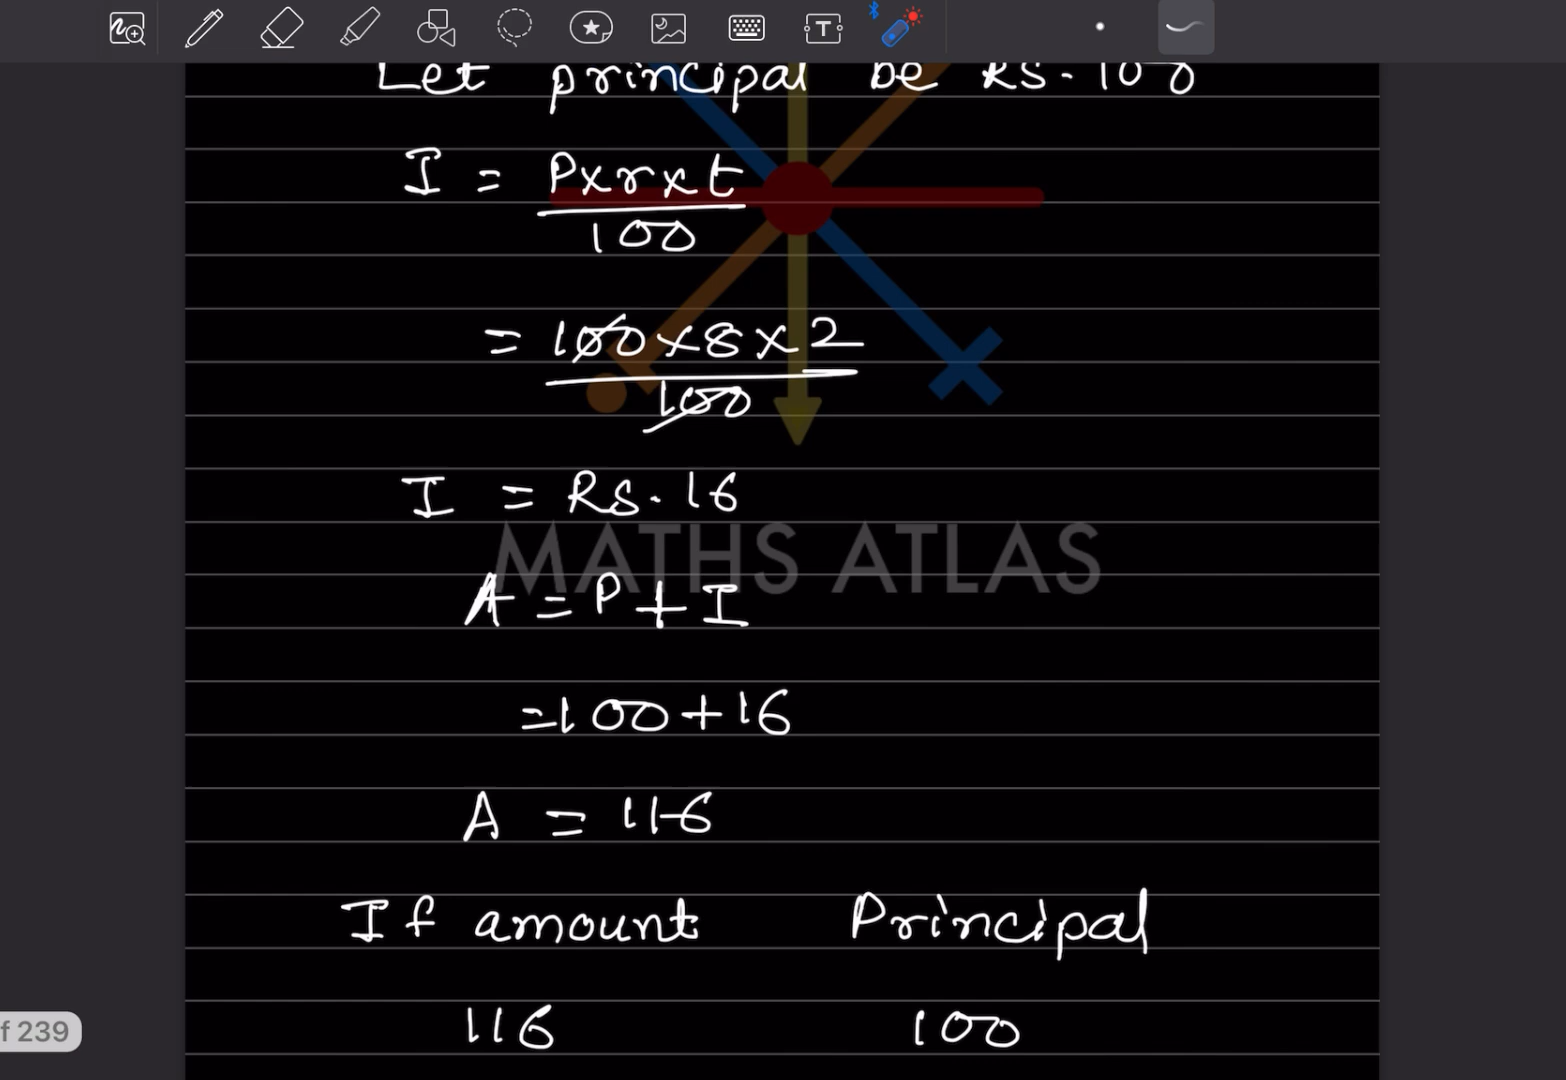 Let principal be Rs. 100
I = P×r×t
100
= 100×8×2
100
I = Rs. 16
MATHS ATLAS
A = P+I
=100+16
A = 116
If amount Principal
116 100
f 239